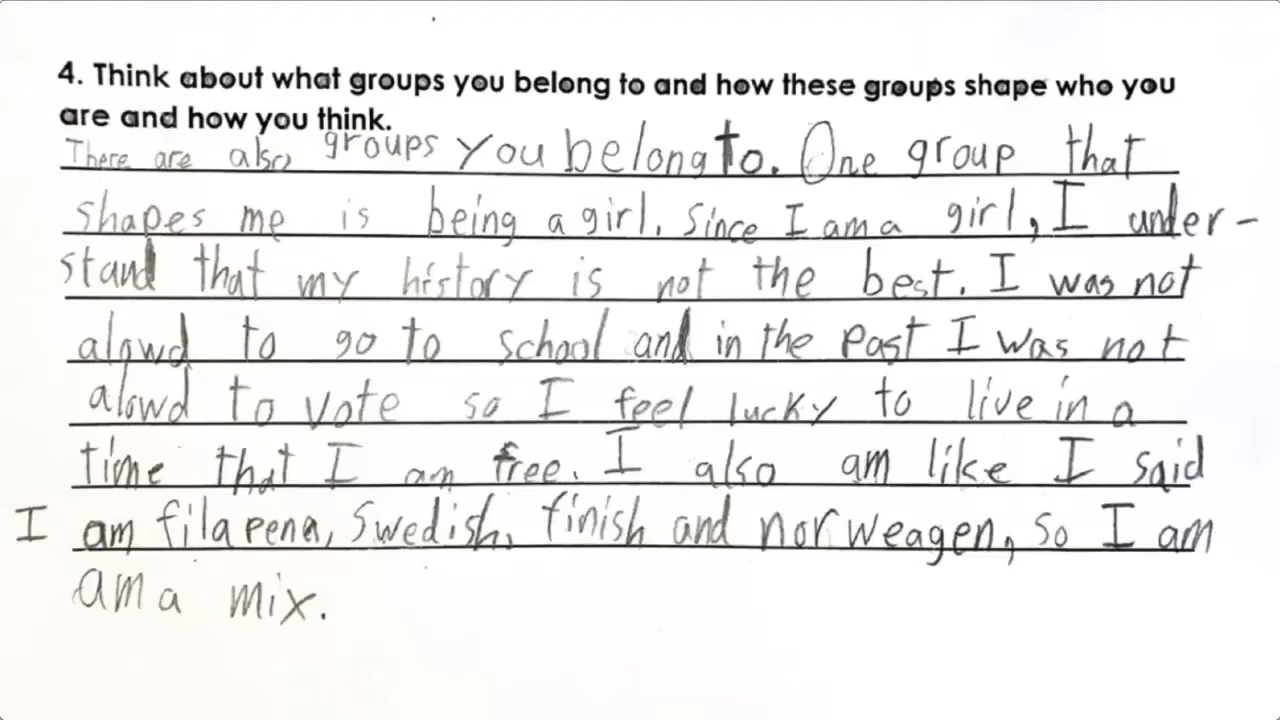 4. Think about what groups you belong to and how these groups shape who you
are and how you think.
There are also groups you belong to. One group that
shapes me is being a girl. Since I am a girl, I under-
stand that my history is not the best. I was not
alowd to go to school and in the past I was not
alowd to vote so I feel lucky to live in a
time that I am free. I also am like I said
I am filapena, Swedish, finish and norweagen, so I am
am a mix.